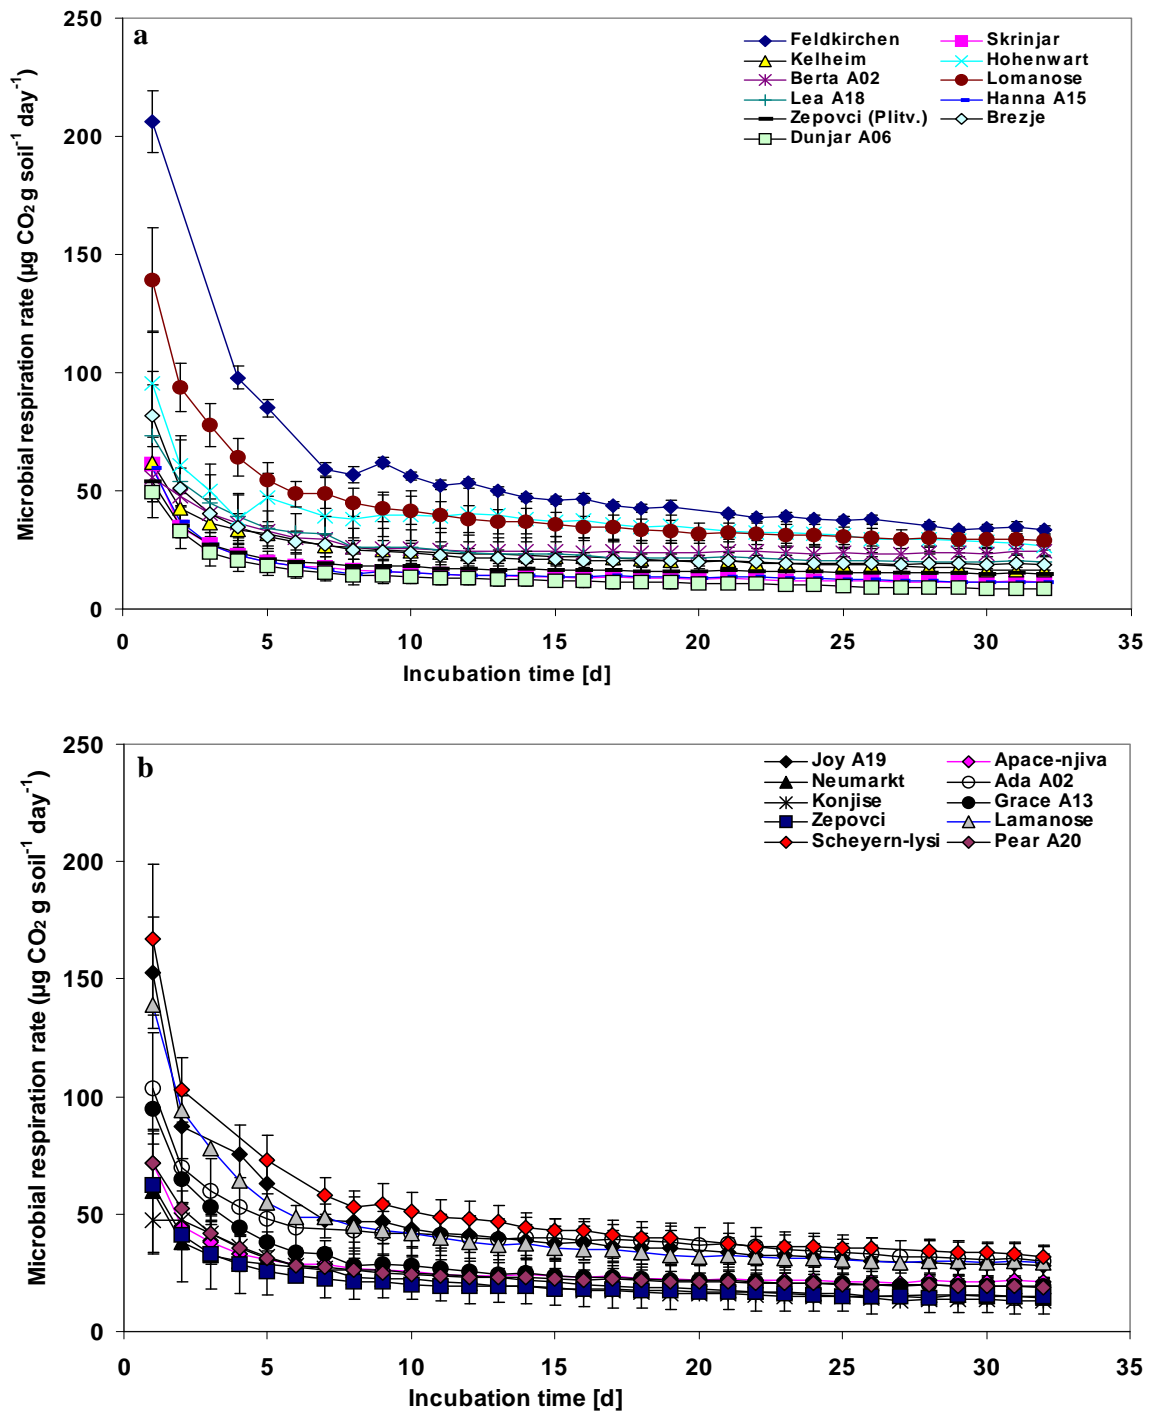 a
Microbial respiration rate (µg CO₂ g soil⁻¹ day⁻¹)
250
200
150
100
50
0
Feldkirchen
Skrinjar
Kelheim
Hohenwart
Berta A02
Lomanose
Lea A18
Hanna A15
Zepovci (Plitv.)
Brezje
Dunjar A06
0 5 10 15 20 25 30 35
Incubation time [d]
b
Microbial respiration rate (µg CO₂ g soil⁻¹ day⁻¹)
250
200
150
100
50
0
Joy A19
Apace-njiva
Neumarkt
Ada A02
Konjise
Grace A13
Zepovci
Lamanose
Scheyern-lysi
Pear A20
0 5 10 15 20 25 30 35
Incubation time [d]